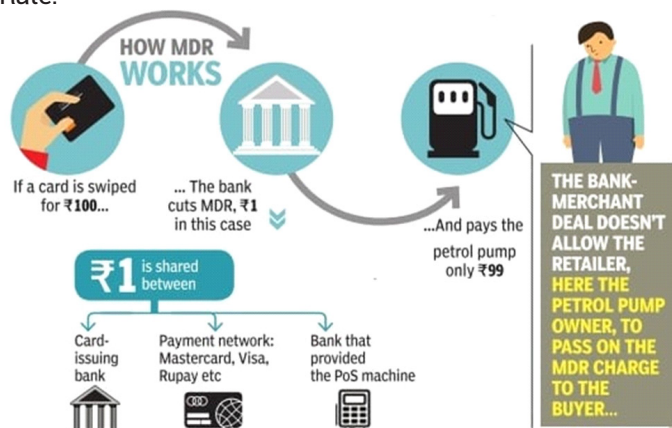 Rate.
HOW MDR
WORKS
If a card is swiped
for ₹100...
... The bank
cuts MDR, ₹1
in this case
...And pays the
petrol pump
only ₹99
₹1 is shared
between
Card-
issuing
bank
Payment network:
Mastercard, Visa,
Rupay etc
Bank that
provided
the PoS machine
THE BANK-
MERCHANT
DEAL DOESN'T
ALLOW THE
RETAILER,
HERE THE
PETROL PUMP
OWNER, TO
PASS ON THE
MDR CHARGE
TO THE
BUYER...